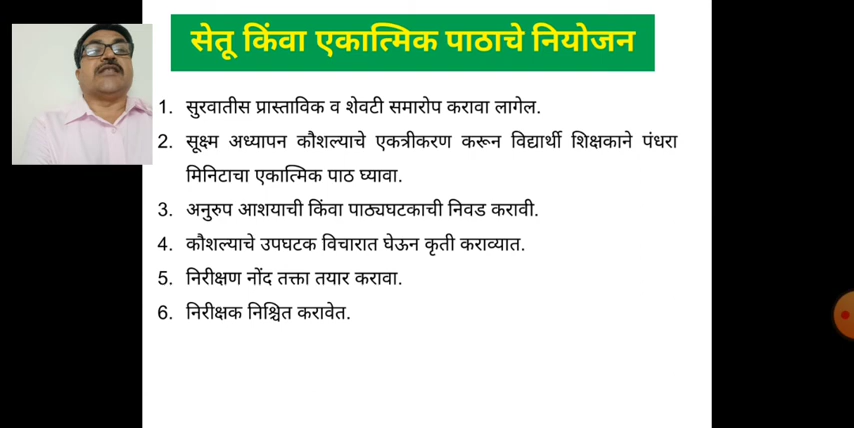 सेतू किंवा एकात्मिक पाठाचे नियोजन
1. सुरवातीस प्रास्ताविक व शेवटी समारोप करावा लागेल.
2. सूक्ष्म अध्यापन कौशल्याचे एकत्रीकरण करून विद्यार्थी शिक्षकाने पंधरा
मिनिटाचा एकात्मिक पाठ घ्यावा.
3. अनुरुप आशयाची किंवा पाठ्यघटकाची निवड करावी.
4. कौशल्याचे उपघटक विचारात घेऊन कृती कराव्यात.
5. निरीक्षण नोंद तक्ता तयार करावा.
6. निरीक्षक निश्चित करावेत.